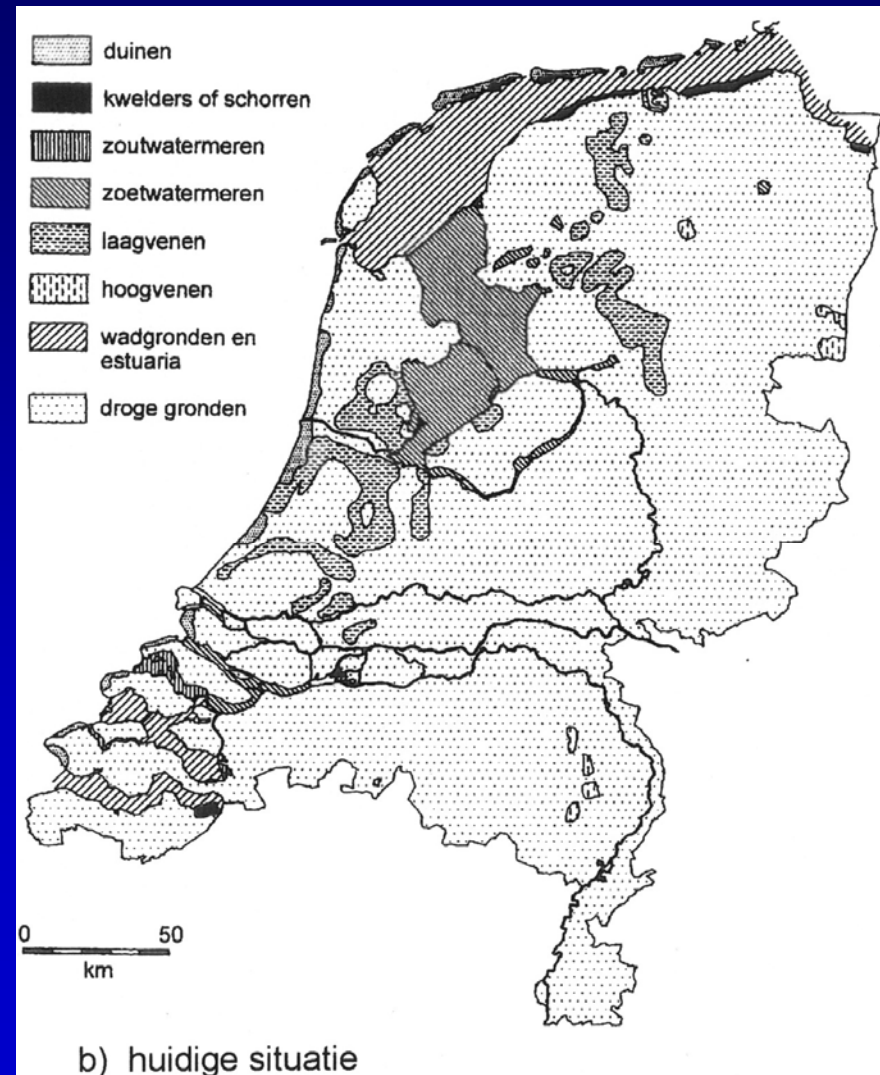 duinen
kwelders of schorren
zoutwatermeren
zoetwatermeren
laagvenen
hoogvenen
wadgronden en
estuaria
droge gronden
0 50
km
b) huidige situatie